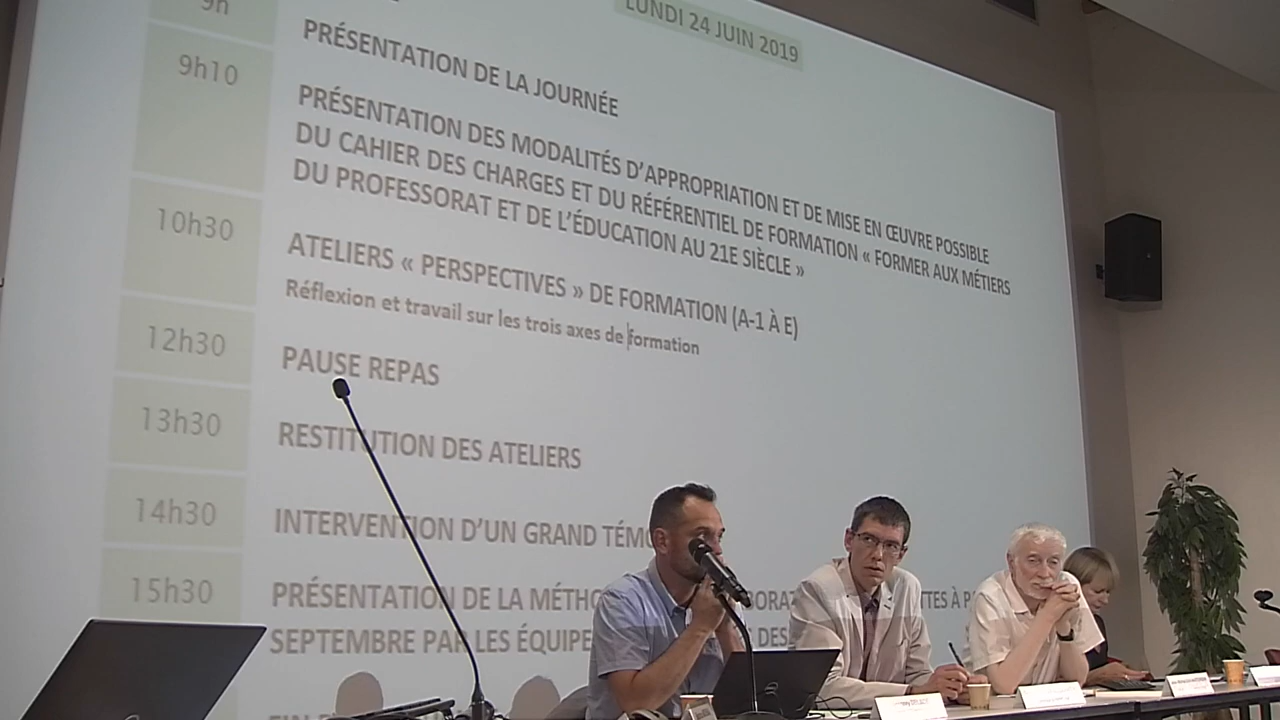 LUNDI 24 JUIN 2019
9h
PRÉSENTATION DE LA JOURNÉE
9h10
PRÉSENTATION DES MODALITÉS D'APPROPRIATION ET DE MISE EN ŒUVRE POSSIBLE
DU CAHIER DES CHARGES ET DU RÉFÉRENTIEL DE FORMATION « FORMER AUX MÉTIERS
DU PROFESSORAT ET DE L'ÉDUCATION AU 21E SIÈCLE »
10h30
ATELIERS « PERSPECTIVES » DE FORMATION (A-1 À E)
Réflexion et travail sur les trois axes de formation
12h30
PAUSE REPAS
13h30
RESTITUTION DES ATELIERS
14h30
INTERVENTION D'UN GRAND
15h30
PRÉSENTATION DE LA
SEPTEMBRE PAR LES